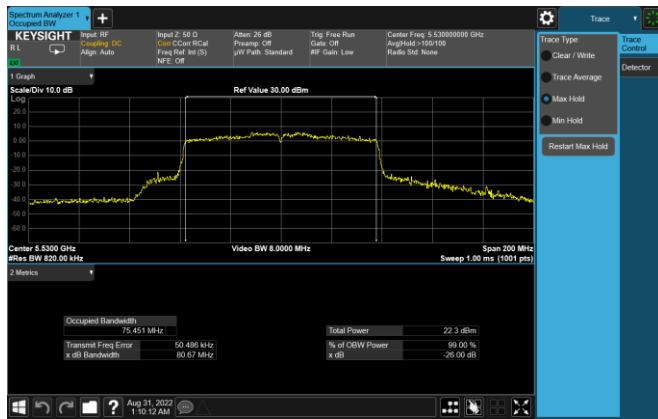 Spectrum Analyzer 1
Occupied BW
+
Trace
KEYSIGHT
R L
Input: RF
Coupling: DC
Align: Auto
Input Z: 50 Ω
Corr CCorr RCal
Freq Ref: Int (S)
NFE: Off
Atten: 26 dB
Preamp: Off
µW Path: Standard
Trig: Free Run
Gate: Off
#IF Gain: Low
Center Freq: 5.530000000 GHz
Avg|Hold:>100/100
Radio Std: None
Trace Type
Clear / Write
Trace Average
Max Hold
Min Hold
Restart Max Hold
Trace
Control
Detector
1 Graph
Scale/Div 10.0 dB
Ref Value 30.00 dBm
Log
20.0
10.0
0.00
-10.0
-20.0
-30.0
-40.0
-50.0
-60.0
Center 5.5300 GHz
#Res BW 820.00 kHz
Video BW 8.0000 MHz
Span 200 MHz
Sweep 1.00 ms (1001 pts)
2 Metrics
Occupied Bandwidth
75.451 MHz
Transmit Freq Error 50.486 kHz
x dB Bandwidth 80.67 MHz
Total Power 22.3 dBm
% of OBW Power 99.00 %
x dB -26.00 dB
?
Aug 31, 2022
1:10:12 AM